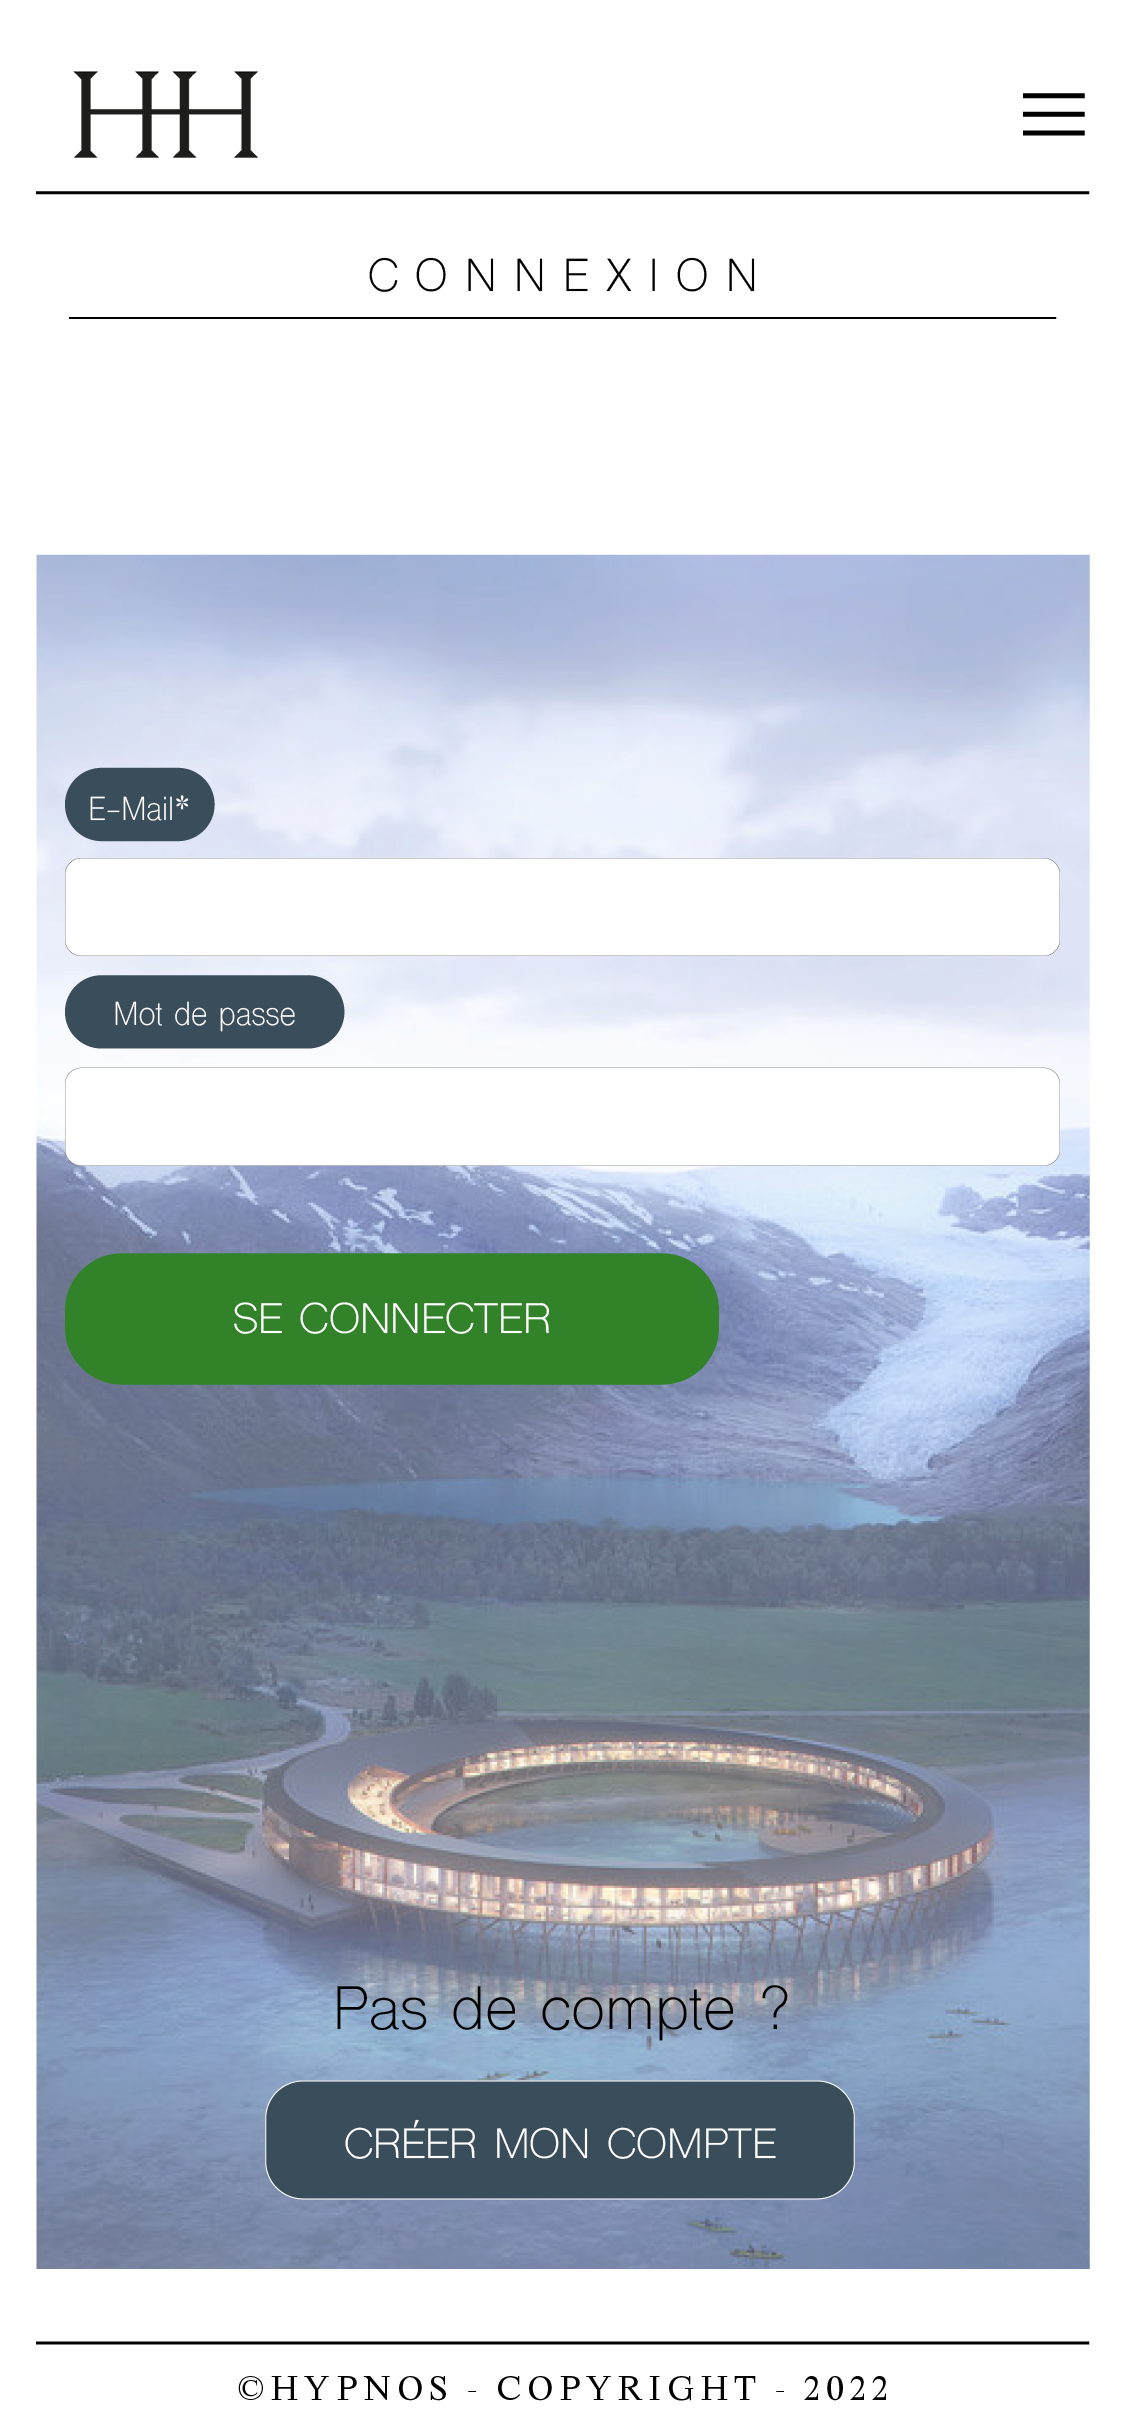 HH
CONNEXION
E-Mail*
Mot de passe
SE CONNECTER
Pas de compte ?
CRÉER MON COMPTE
©HYPNOS - COPYRIGHT - 2022